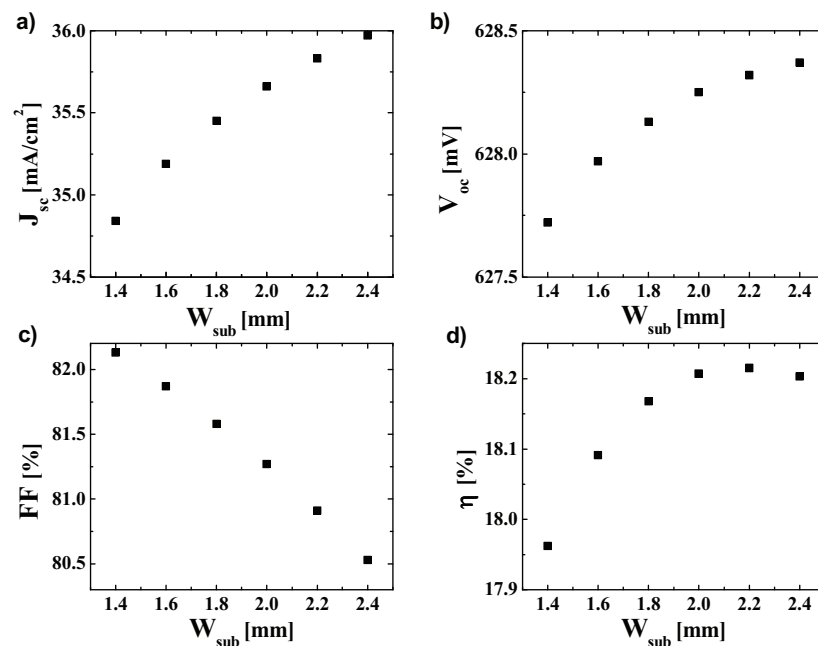 a)
36.0
35.5
35.0
34.5
J_sc [mA/cm²]
1.4 1.6 1.8 2.0 2.2 2.4
W_sub [mm]
b)
628.5
628.0
627.5
V_oc [mV]
1.4 1.6 1.8 2.0 2.2 2.4
W_sub [mm]
c)
82.0
81.5
81.0
80.5
FF [%]
1.4 1.6 1.8 2.0 2.2 2.4
W_sub [mm]
d)
18.2
18.1
18.0
17.9
η [%]
1.4 1.6 1.8 2.0 2.2 2.4
W_sub [mm]